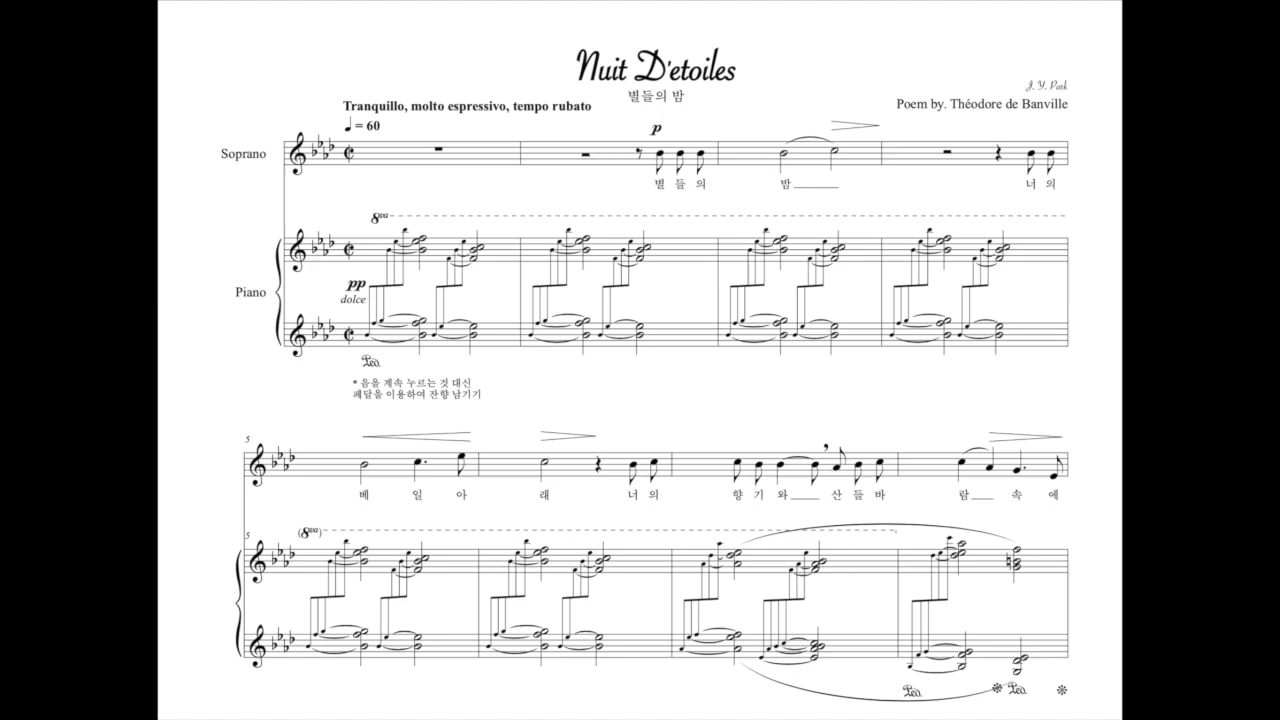 Nuit D'etoiles
별들의 밤
J. Y. Park
Poem by. Théodore de Banville
Tranquillo, molto espressivo, tempo rubato
♩ = 60
p
Soprano
별 들 의 밤 너 의
8va
Piano
pp
dolce
Ped.
* 음을 계속 누르는 것 대신
페달을 이용하여 잔향 남기기
5
베 일 아 래 너 의 향 기 와 산 들 바 람 속 에
5
(8va)
Ped. Ped.